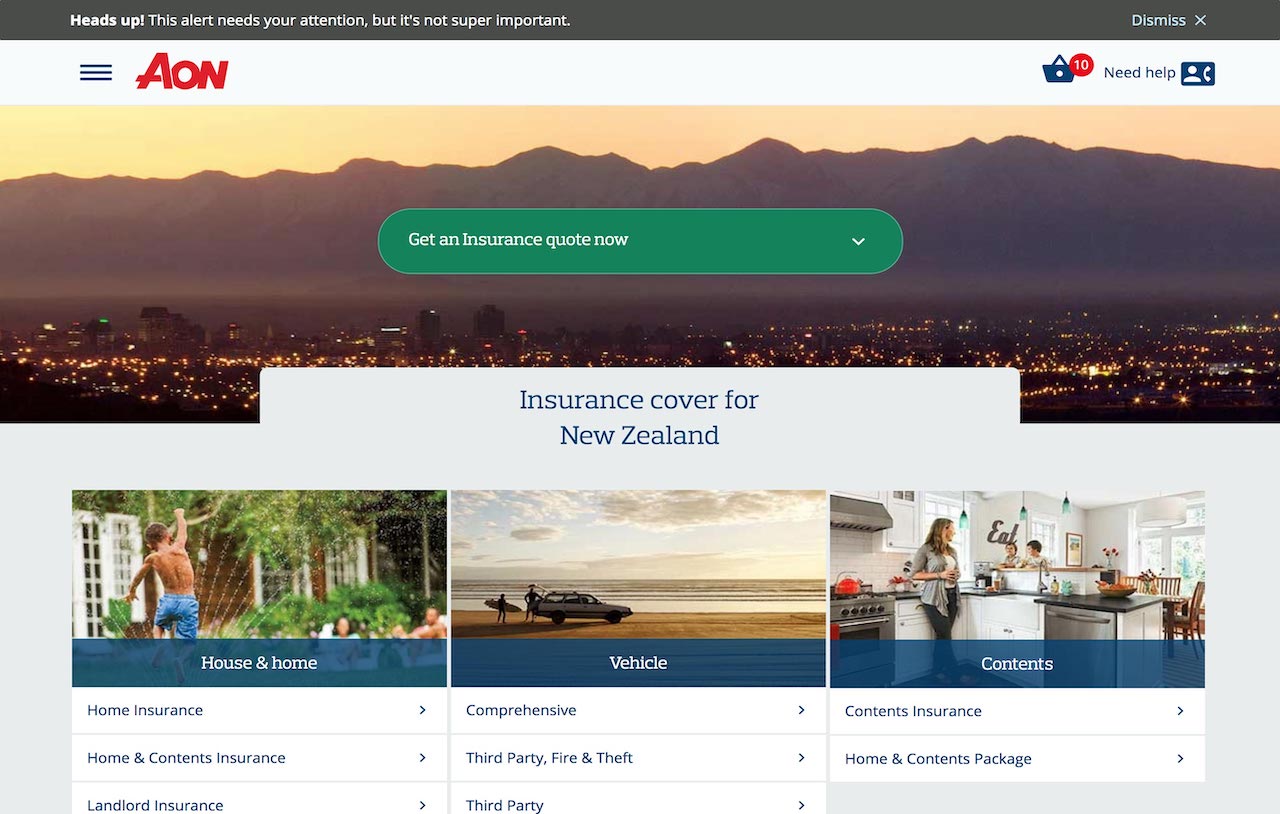 Heads up! This alert needs your attention, but it's not super important.
Dismiss
AON
10
Need help
Get an Insurance quote now
Insurance cover for
New Zealand
Eat
House & home
Vehicle
Contents
Home Insurance
Comprehensive
Contents Insurance
Home & Contents Insurance
Third Party, Fire & Theft
Home & Contents Package
Landlord Insurance
Third Party